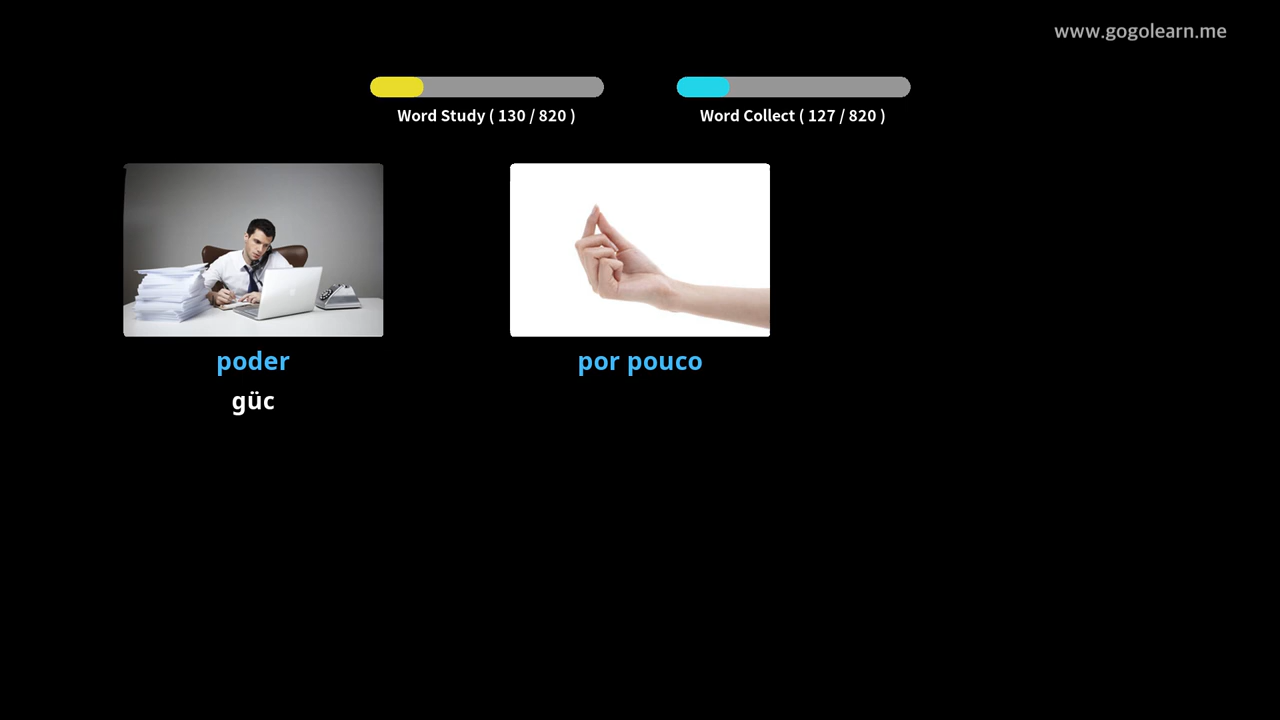 www.gogolearn.me
Word Study ( 130 / 820 )
Word Collect ( 127 / 820 )
poder
por pouco
güc